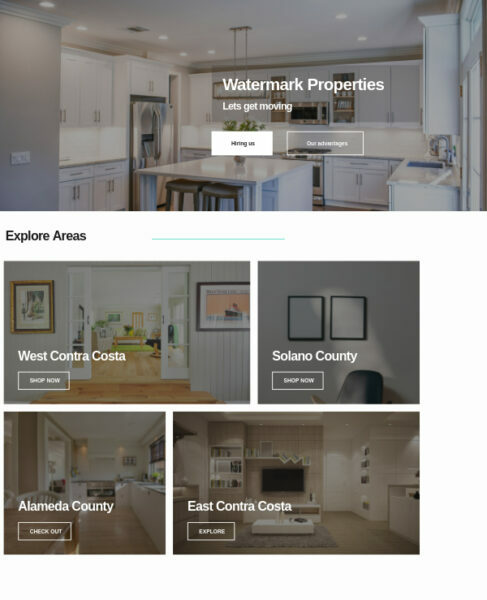 Watermark Properties
Lets get moving
Hiring us
Our advantages
Explore Areas
West Contra Costa
SHOP NOW
Solano County
SHOP NOW
Alameda County
CHECK OUT
East Contra Costa
EXPLORE